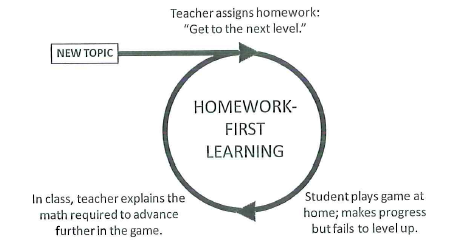 Teacher assigns homework:
“Get to the next level.”
NEW TOPIC
HOMEWORK-
FIRST
LEARNING
In class, teacher explains the
math required to advance
further in the game.
Student plays game at
home; makes progress
but fails to level up.